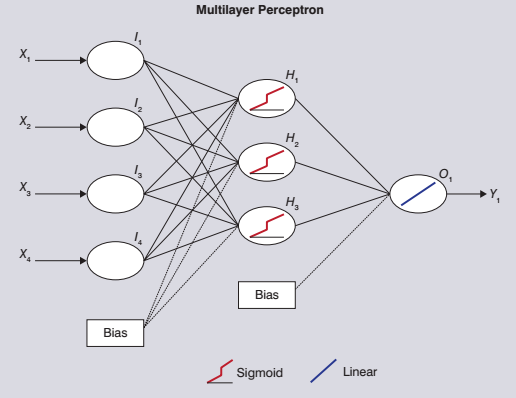 Multilayer Perceptron
X1
I1
H1
X2
I2
H2
X3
I3
O1
Y1
H3
X4
I4
Bias
Bias
Sigmoid
Linear